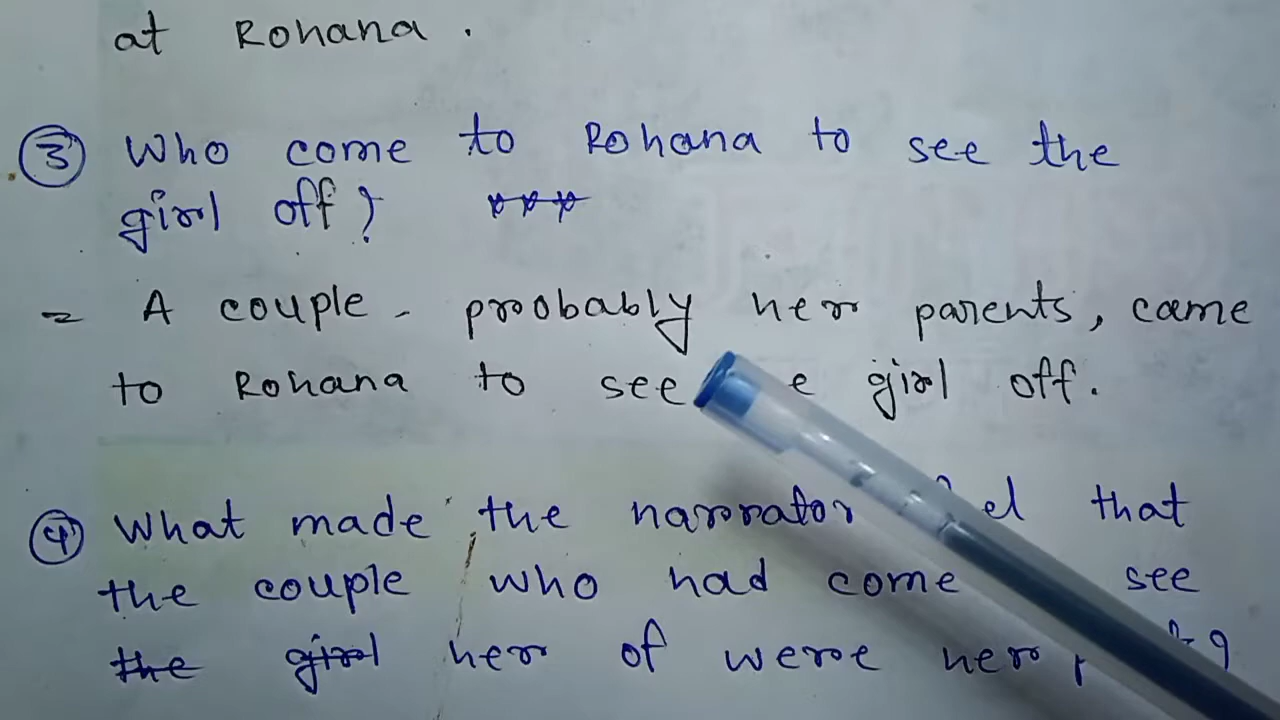 at Rohana.
③ Who come to Rohana to see the
girl off? ***
= A couple - probably her parents, came
to Rohana to see girl off.
④ What made the narrator that
the couple who had come see
the girl her of were her